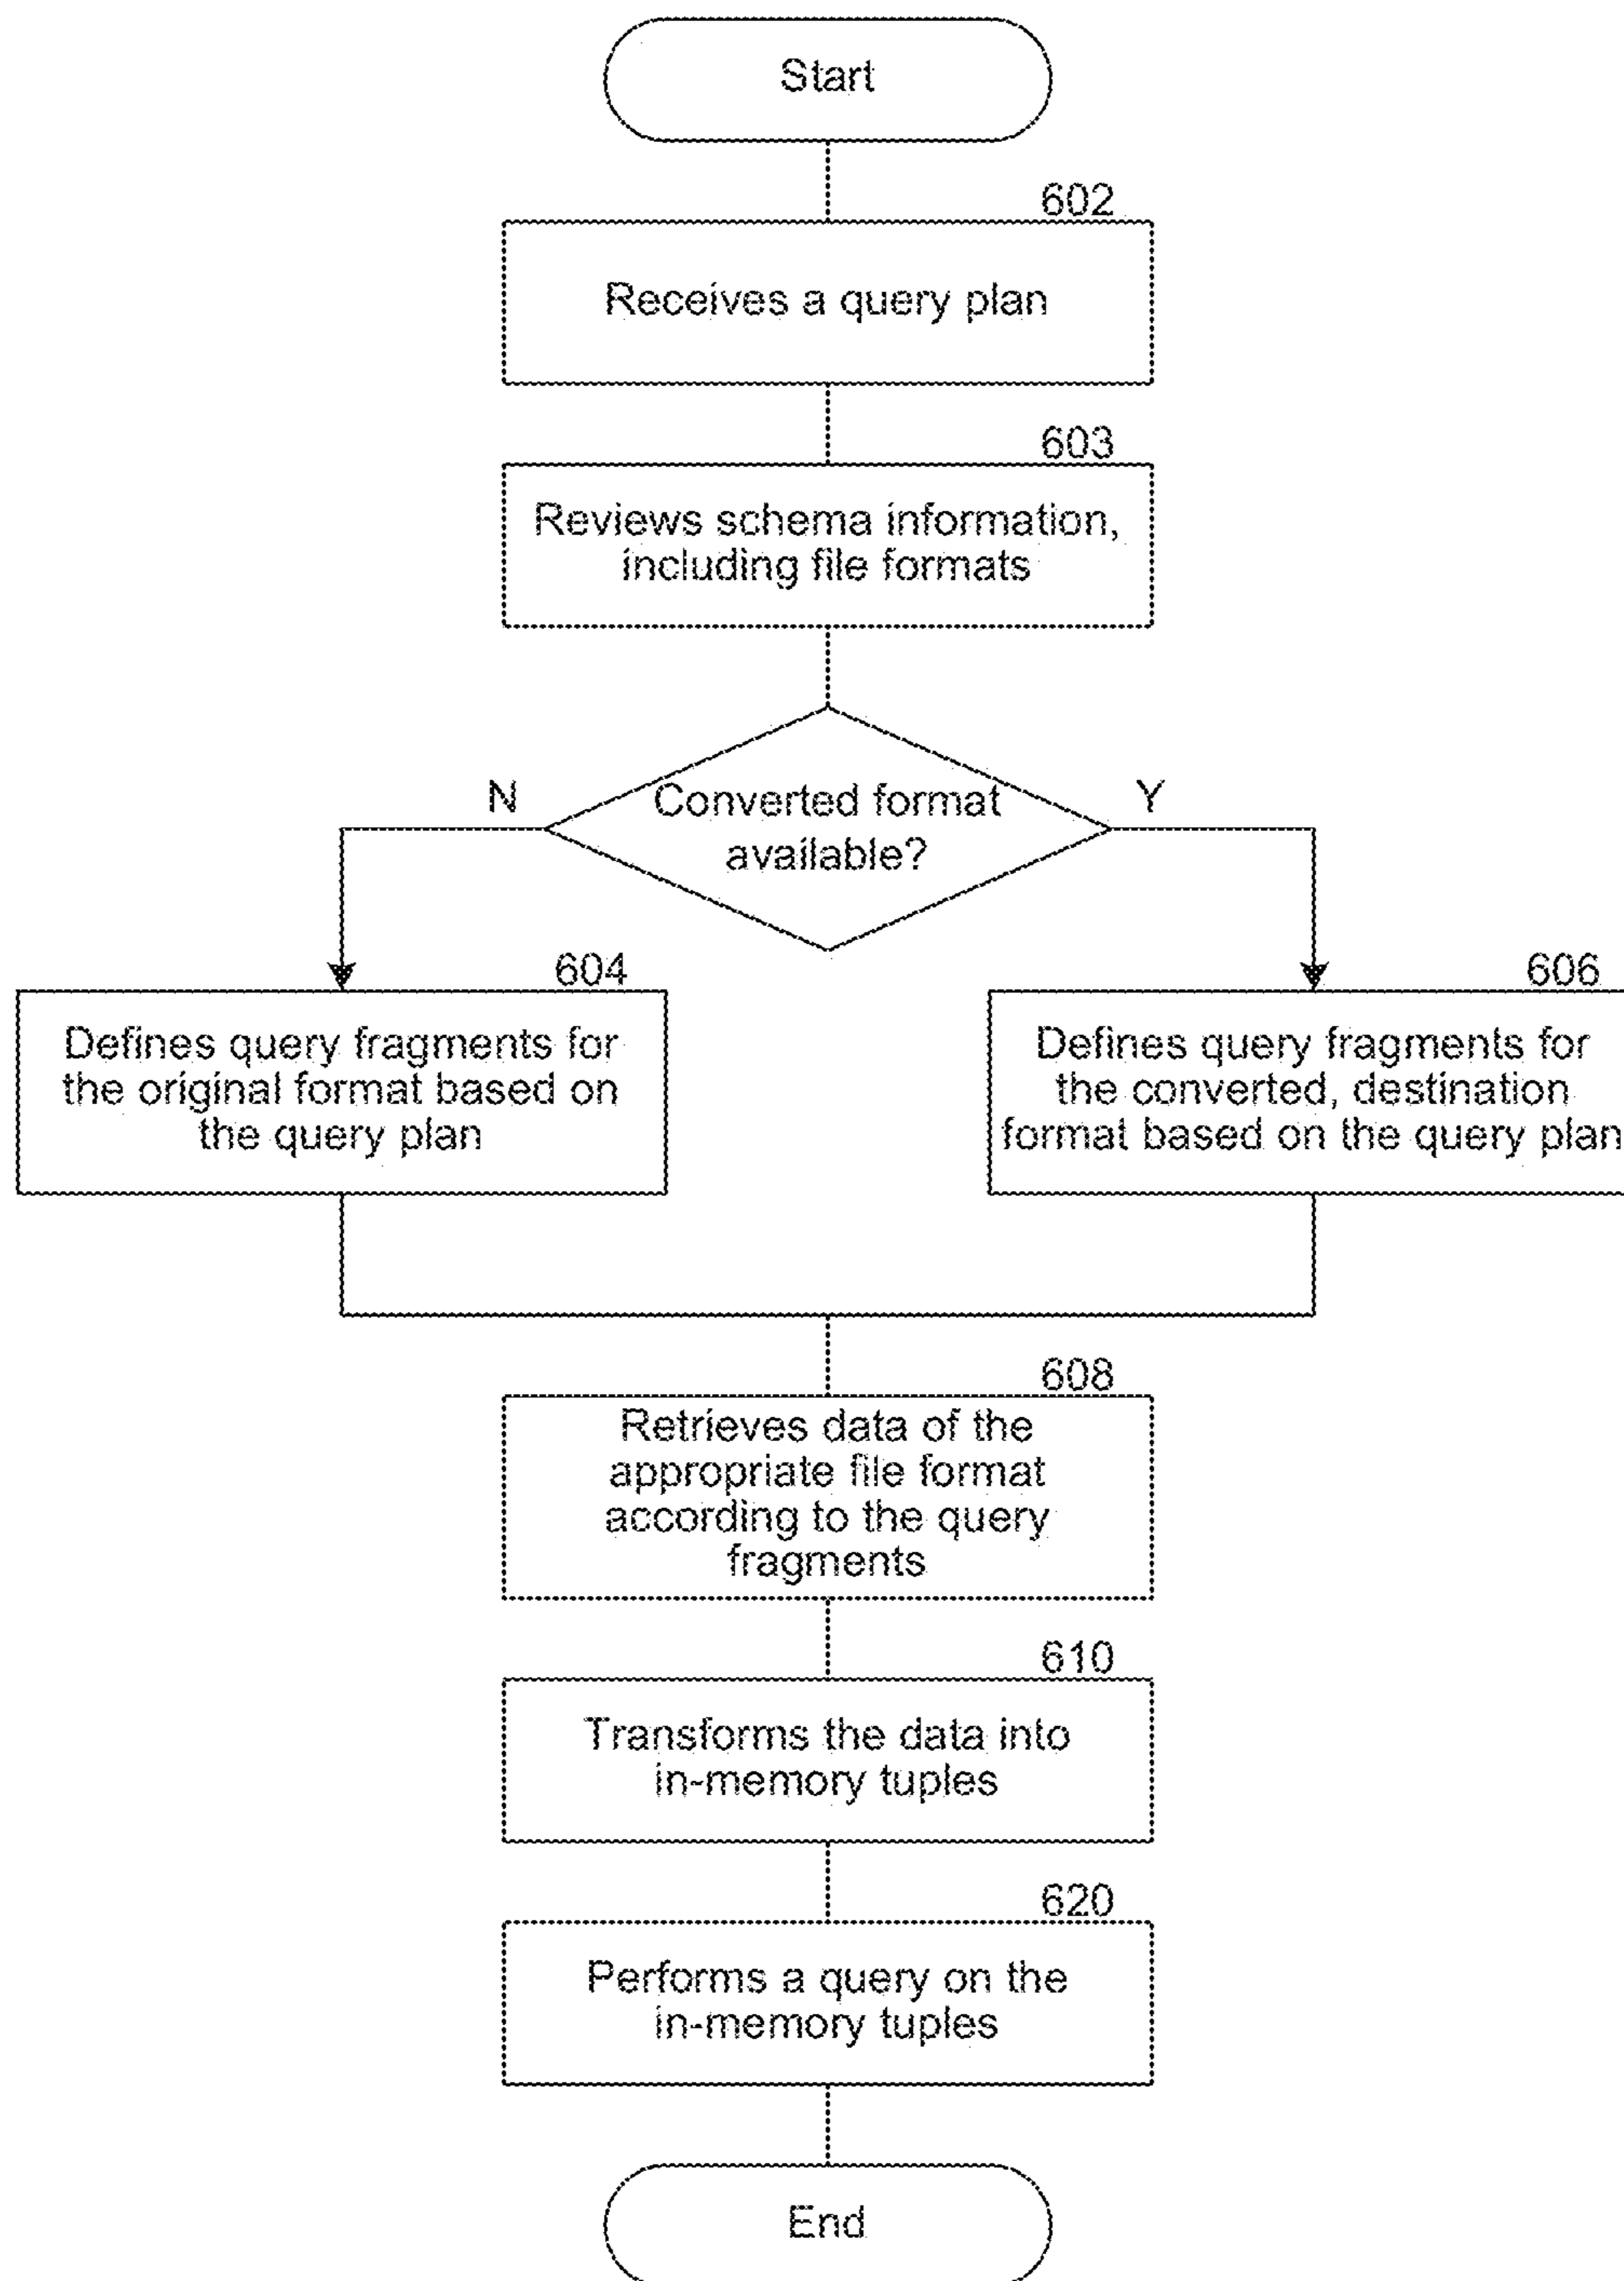 Start
602
Receives a query plan
603
Reviews schema information,
including file formats
N
Converted format
available?
Y
604
Defines query fragments for
the original format based on
the query plan
606
Defines query fragments for
the converted, destination
format based on the query plan
608
Retrieves data of the
appropriate file format
according to the query
fragments
610
Transforms the data into
in-memory tuples
620
Performs a query on the
in-memory tuples
End